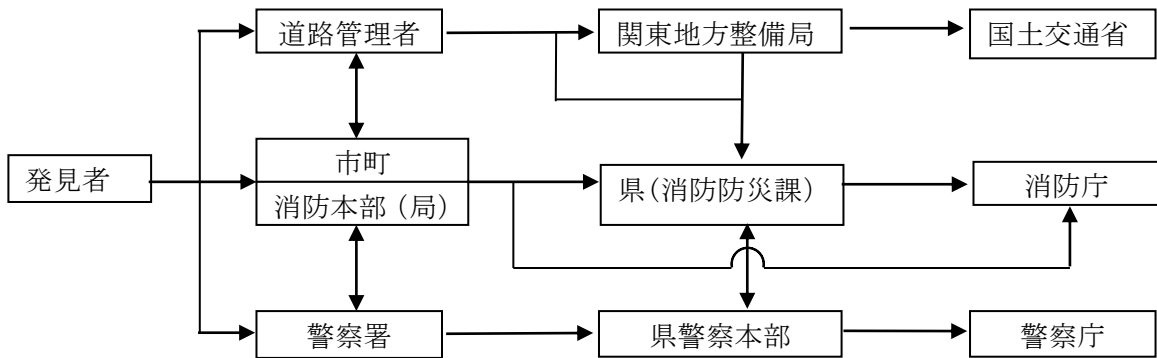 道路管理者
関東地方整備局
国土交通省
発見者
市町
消防本部（局）
県（消防防災課）
消防庁
警察署
県警察本部
警察庁